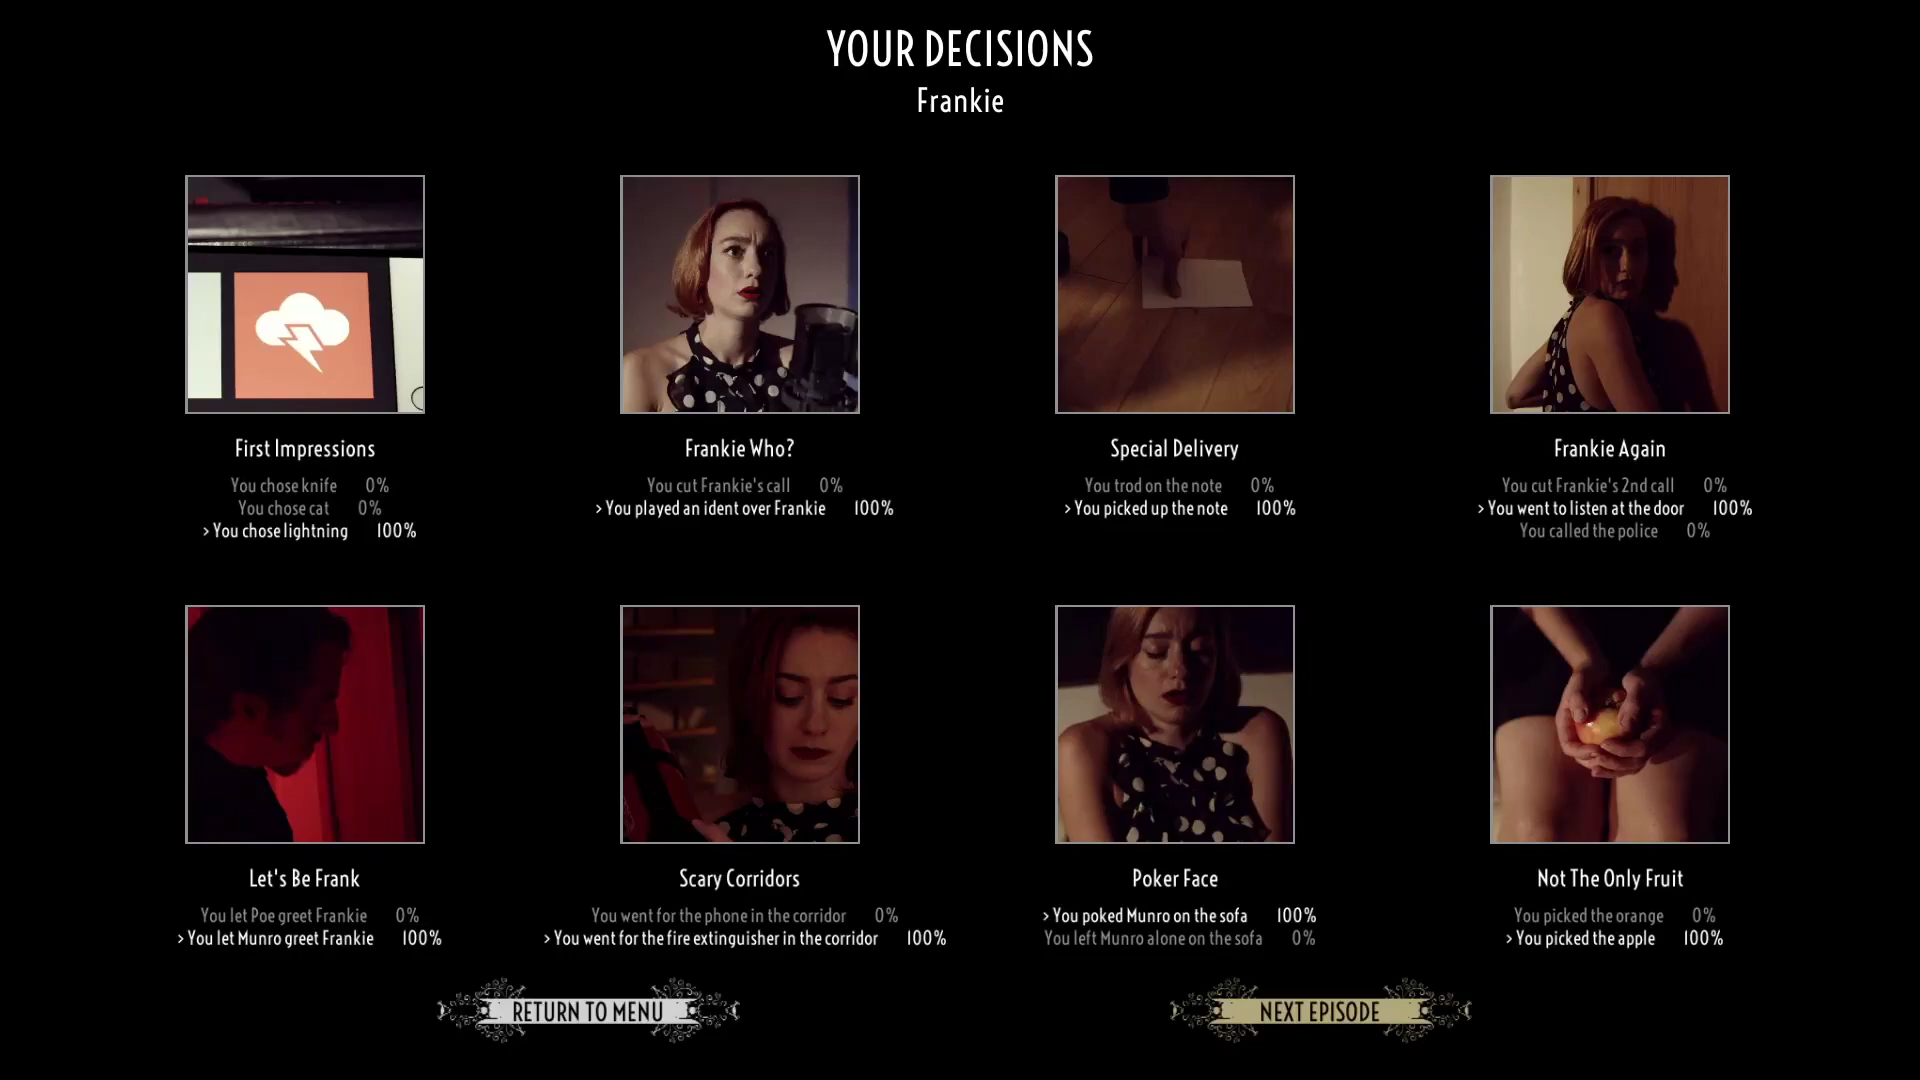 YOUR DECISIONS
Frankie
First Impressions
You chose knife 0%
You chose cat 0%
> You chose lightning 100%
Frankie Who?
You cut Frankie's call 0%
> You played an ident over Frankie 100%
Special Delivery
You trod on the note 0%
> You picked up the note 100%
Frankie Again
You cut Frankie's 2nd call 0%
> You went to listen at the door 100%
You called the police 0%
Let's Be Frank
You let Poe greet Frankie 0%
> You let Munro greet Frankie 100%
Scary Corridors
You went for the phone in the corridor 0%
> You went for the fire extinguisher in the corridor 100%
Poker Face
> You poked Munro on the sofa 100%
You left Munro alone on the sofa 0%
Not The Only Fruit
You picked the orange 0%
> You picked the apple 100%
RETURN TO MENU
NEXT EPISODE